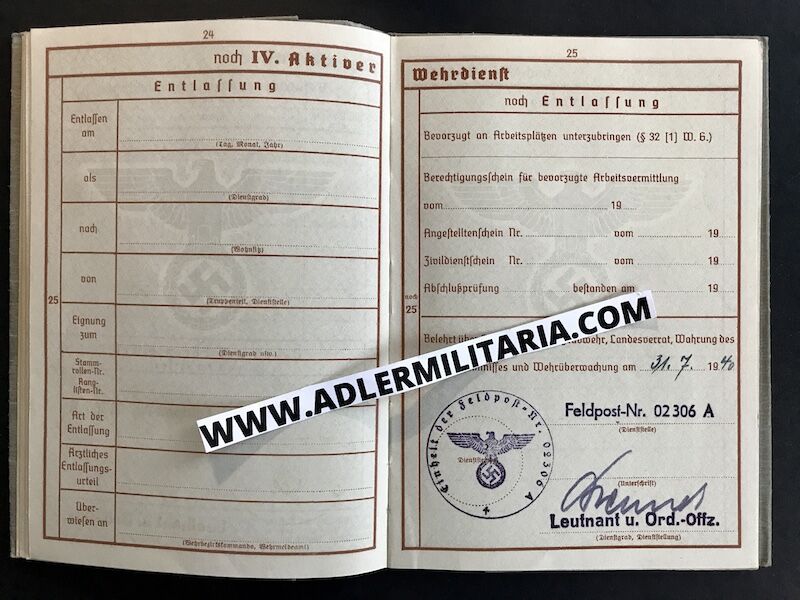 24
noch IV. Aktiver
Entlassung
Entlassen
am
(Tag, Monat, Jahr)
als
(Dienstgrad)
nach
(Wohnsitz)
von
(Truppenteil, Dienststelle)
25
Eignung
zum
(Dienstgrad usw.)
Stamm-
rollen-Nr.
Rang-
listen-Nr.
Art der
Entlassung
Ärztliches
Entlassungs-
urteil
Über-
wiesen an
(Wehrbezirkskommando, Wehrmeldeamt)
25
Wehrdienst
noch Entlassung
Bevorzugt an Arbeitsplätzen unterzubringen (§ 32 [1] W. G.)
Berechtigungsschein für bevorzugte Arbeitsvermittlung
vom 19
Angestelltenschein Nr. vom 19
Zivildienstschein Nr. vom 19
Abschlußprüfung bestanden am 19
noch
25
Belehrt über abwehr, Landesverrat, Wahrung des
nisses und Wehrüberwachung am 31. 7. 1940
WWW.ADLERMILITARIA.COM
Einheit der Feldpost-Nr. 02306 A
Feldpost-Nr. 02306 A
(Dienststelle)
(Unterschrift)
Leutnant u. Ord.-Offz.
(Dienstgrad, Dienststellung)